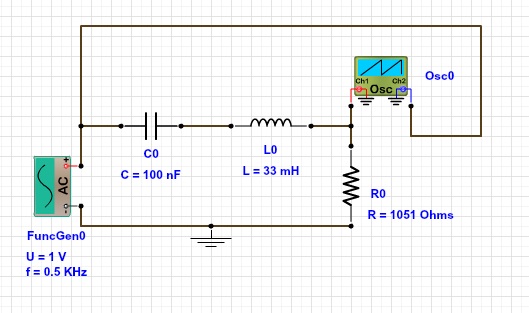 Ch1 Ch2
Osc
Osc0
C0
C = 100 nF
L0
L = 33 mH
+
AC
-
R0
R = 1051 Ohms
FuncGen0
U = 1 V
f = 0.5 KHz